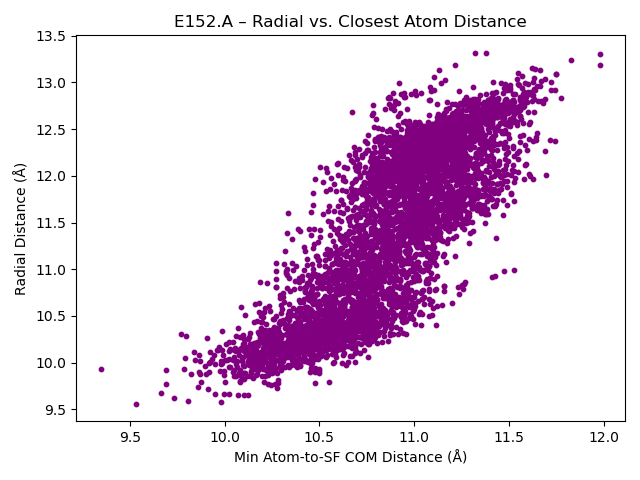 E152.A – Radial vs. Closest Atom Distance
13.5
13.0
12.5
12.0
11.5
11.0
10.5
10.0
9.5
Radial Distance (Å)
9.5 10.0 10.5 11.0 11.5 12.0
Min Atom-to-SF COM Distance (Å)